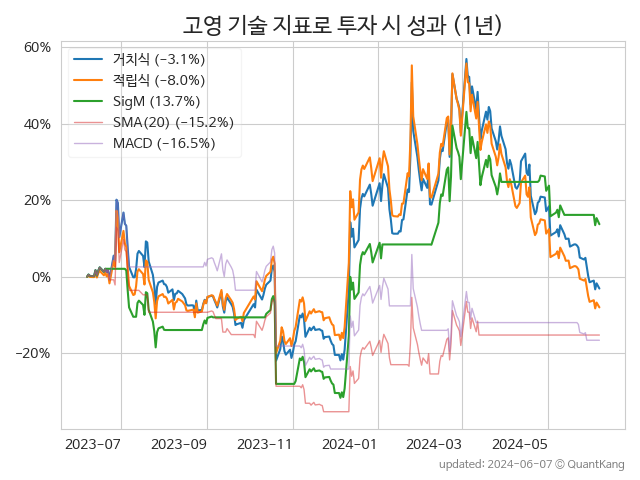 고영 기술 지표로 투자 시 성과 (1년)
60%
40%
20%
0%
−20%
거치식 (−3.1%)
적립식 (−8.0%)
SigM (13.7%)
SMA(20) (−15.2%)
MACD (−16.5%)
2023-07
2023-09
2023-11
2024-01
2024-03
2024-05
updated: 2024-06-07 © QuantKang